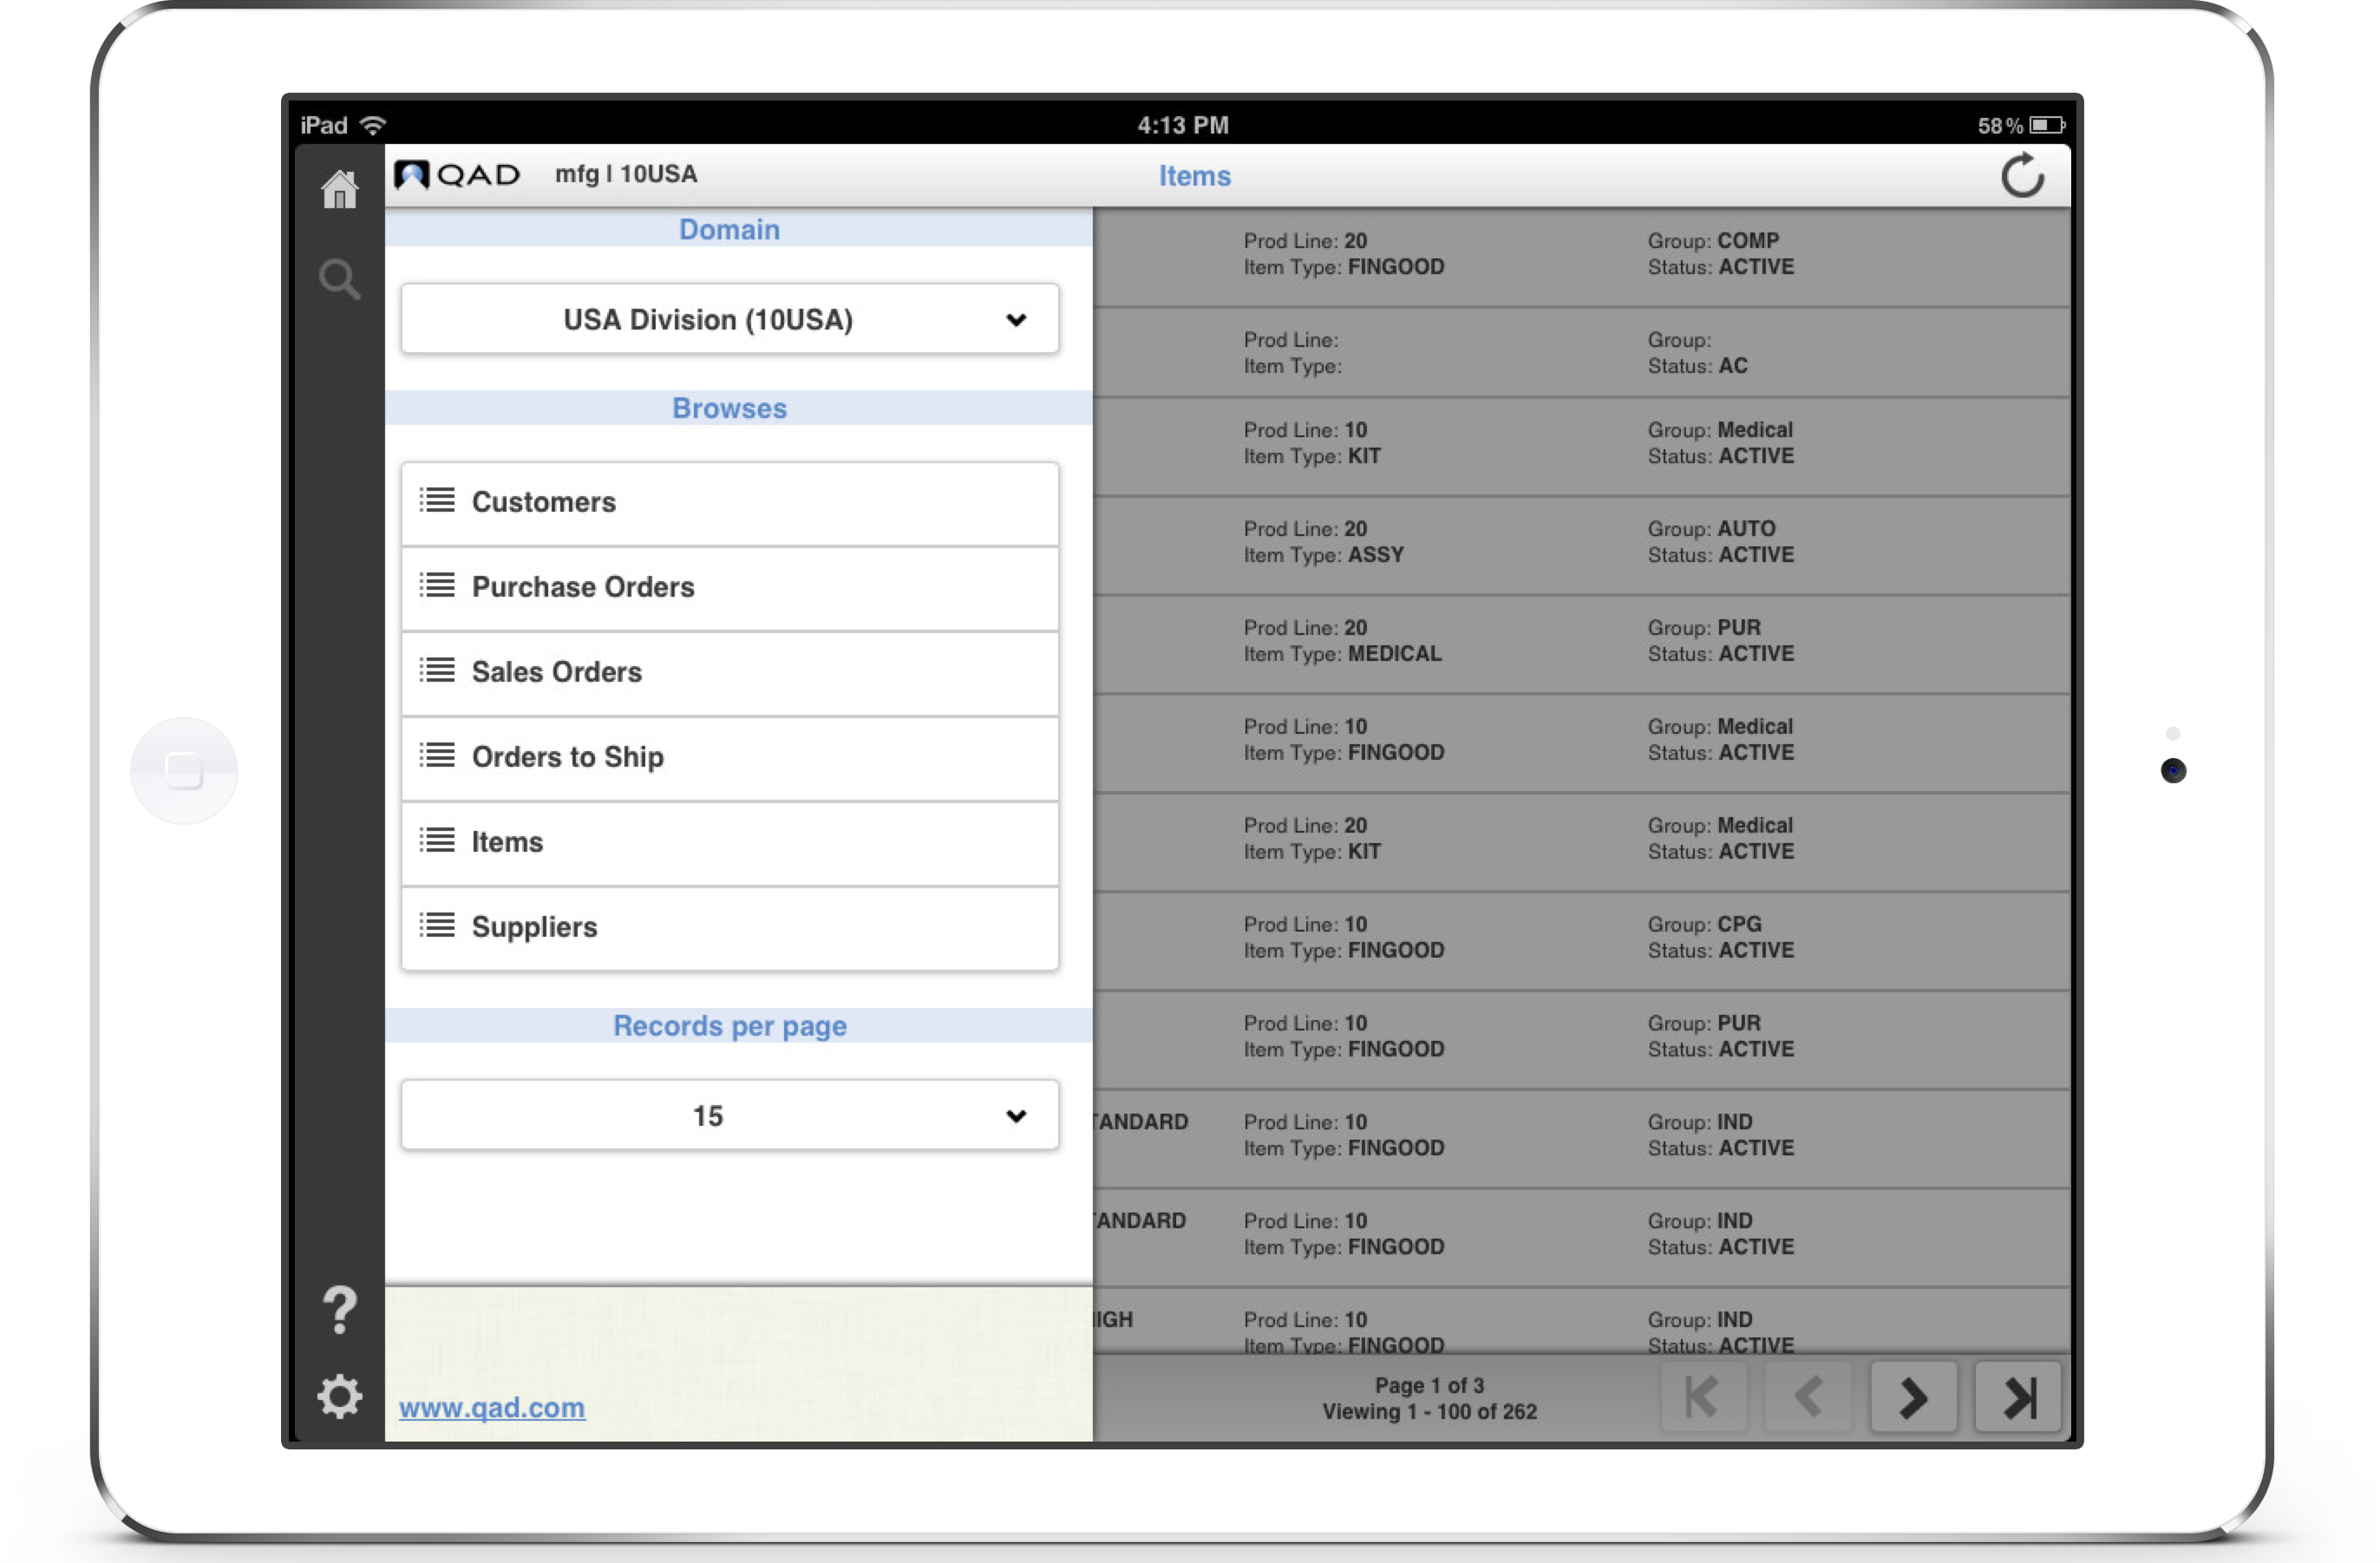 iPad 4:13 PM 58%
QAD mfg | 10USA Items
Domain
USA Division (10USA)
Browses
Customers
Purchase Orders
Sales Orders
Orders to Ship
Items
Suppliers
Records per page
15
www.qad.com
Prod Line: 20 Group: COMP
Item Type: FINGOOD Status: ACTIVE
Prod Line: Group:
Item Type: Status: AC
Prod Line: 10 Group: Medical
Item Type: KIT Status: ACTIVE
Prod Line: 20 Group: AUTO
Item Type: ASSY Status: ACTIVE
Prod Line: 20 Group: PUR
Item Type: MEDICAL Status: ACTIVE
Prod Line: 10 Group: Medical
Item Type: FINGOOD Status: ACTIVE
Prod Line: 20 Group: Medical
Item Type: KIT Status: ACTIVE
Prod Line: 10 Group: CPG
Item Type: FINGOOD Status: ACTIVE
Prod Line: 10 Group: PUR
Item Type: FINGOOD Status: ACTIVE
TANDARD Prod Line: 10 Group: IND
Item Type: FINGOOD Status: ACTIVE
TANDARD Prod Line: 10 Group: IND
Item Type: FINGOOD Status: ACTIVE
IGH Prod Line: 10 Group: IND
Item Type: FINGOOD Status: ACTIVE
Page 1 of 3
Viewing 1 - 100 of 262